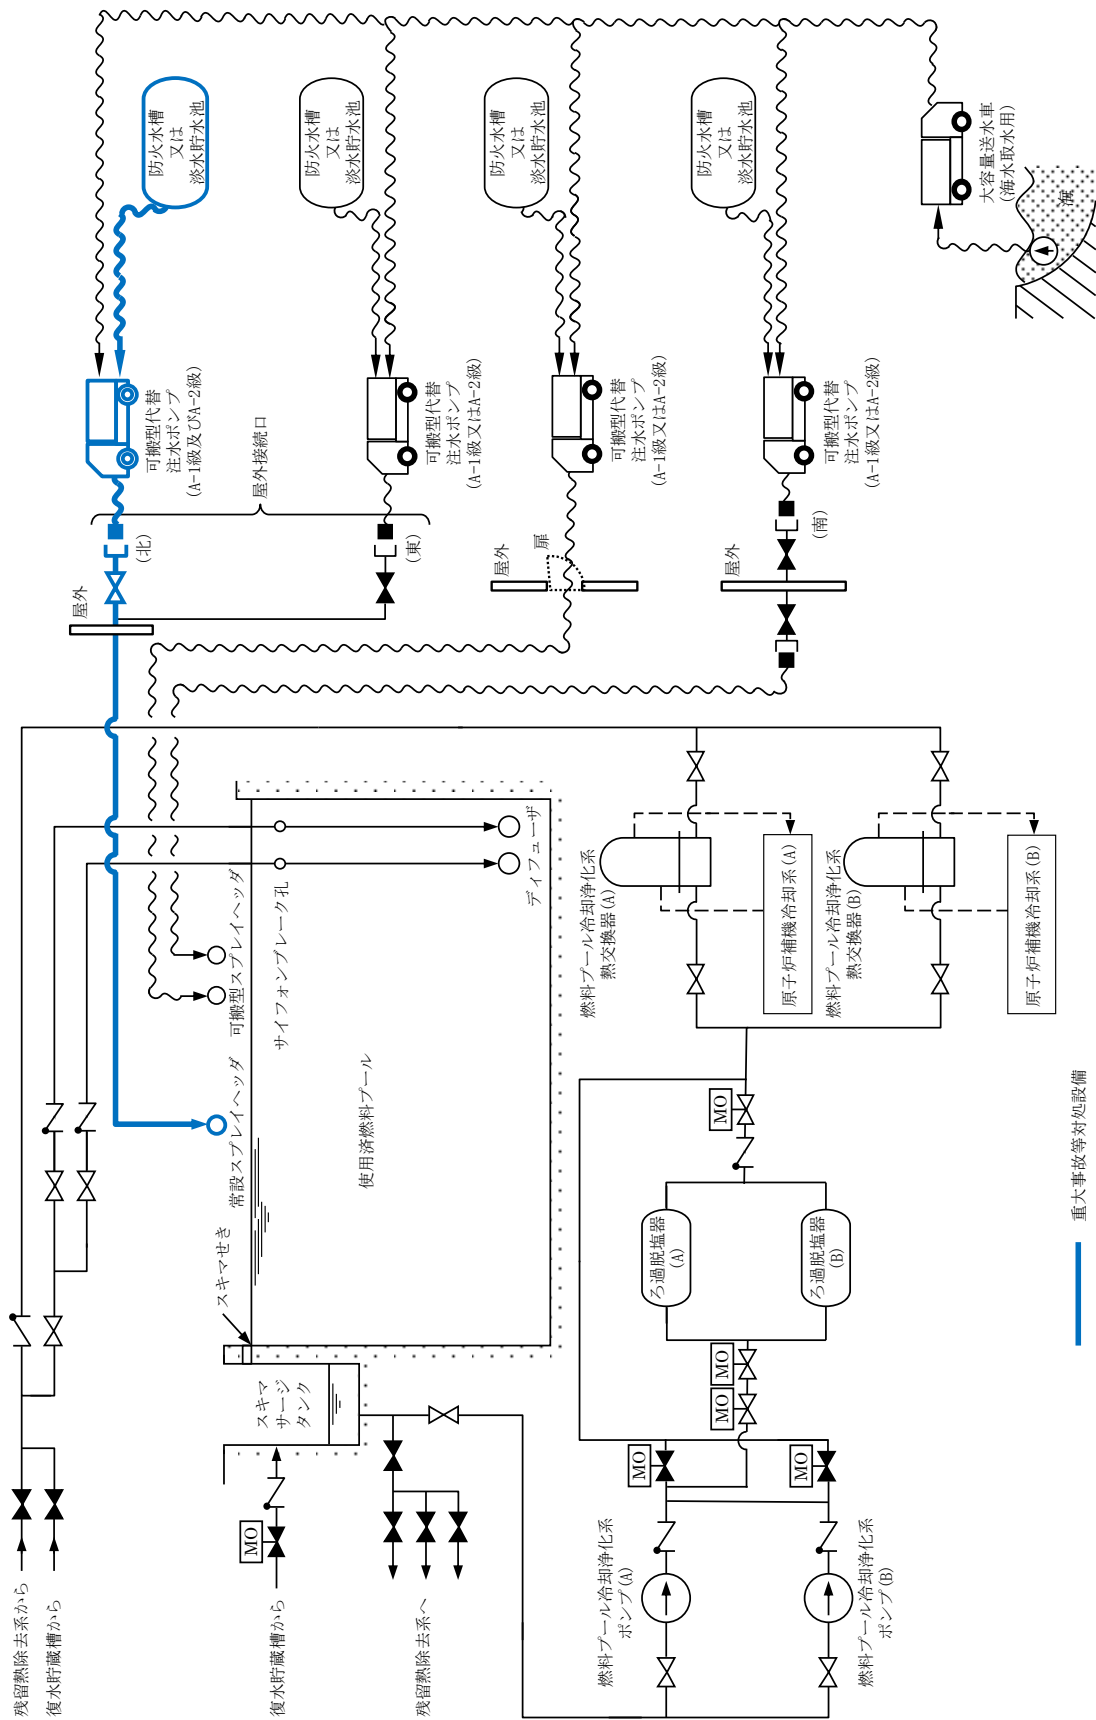 残留熱除去系から
復水貯蔵槽から
復水貯蔵槽から
残留熱除去系へ
MO
スキマ
サージ
タンク
スキマせき
常設スプレイヘッダ
可搬型スプレイヘッダ
サイフォンブレーク孔
使用済燃料プール
ディフューザ
屋外
(北)
(東)
屋外接続口
可搬型代替
注水ポンプ
(A-1級及びA-2級)
防火水槽
又は
淡水貯水池
可搬型代替
注水ポンプ
(A-1級又はA-2級)
防火水槽
又は
淡水貯水池
屋外
扉
可搬型代替
注水ポンプ
(A-1級又はA-2級)
防火水槽
又は
淡水貯水池
屋外
(南)
可搬型代替
注水ポンプ
(A-1級又はA-2級)
防火水槽
又は
淡水貯水池
大容量送水車
(海水取水用)
海
燃料プール冷却浄化系
ポンプ(A)
燃料プール冷却浄化系
ポンプ(B)
MO
MO
MO
MO
ろ過脱塩器
(A)
ろ過脱塩器
(B)
MO
燃料プール冷却浄化系
熱交換器(A)
原子炉補機冷却系(A)
燃料プール冷却浄化系
熱交換器(B)
原子炉補機冷却系(B)
重大事故等対処設備